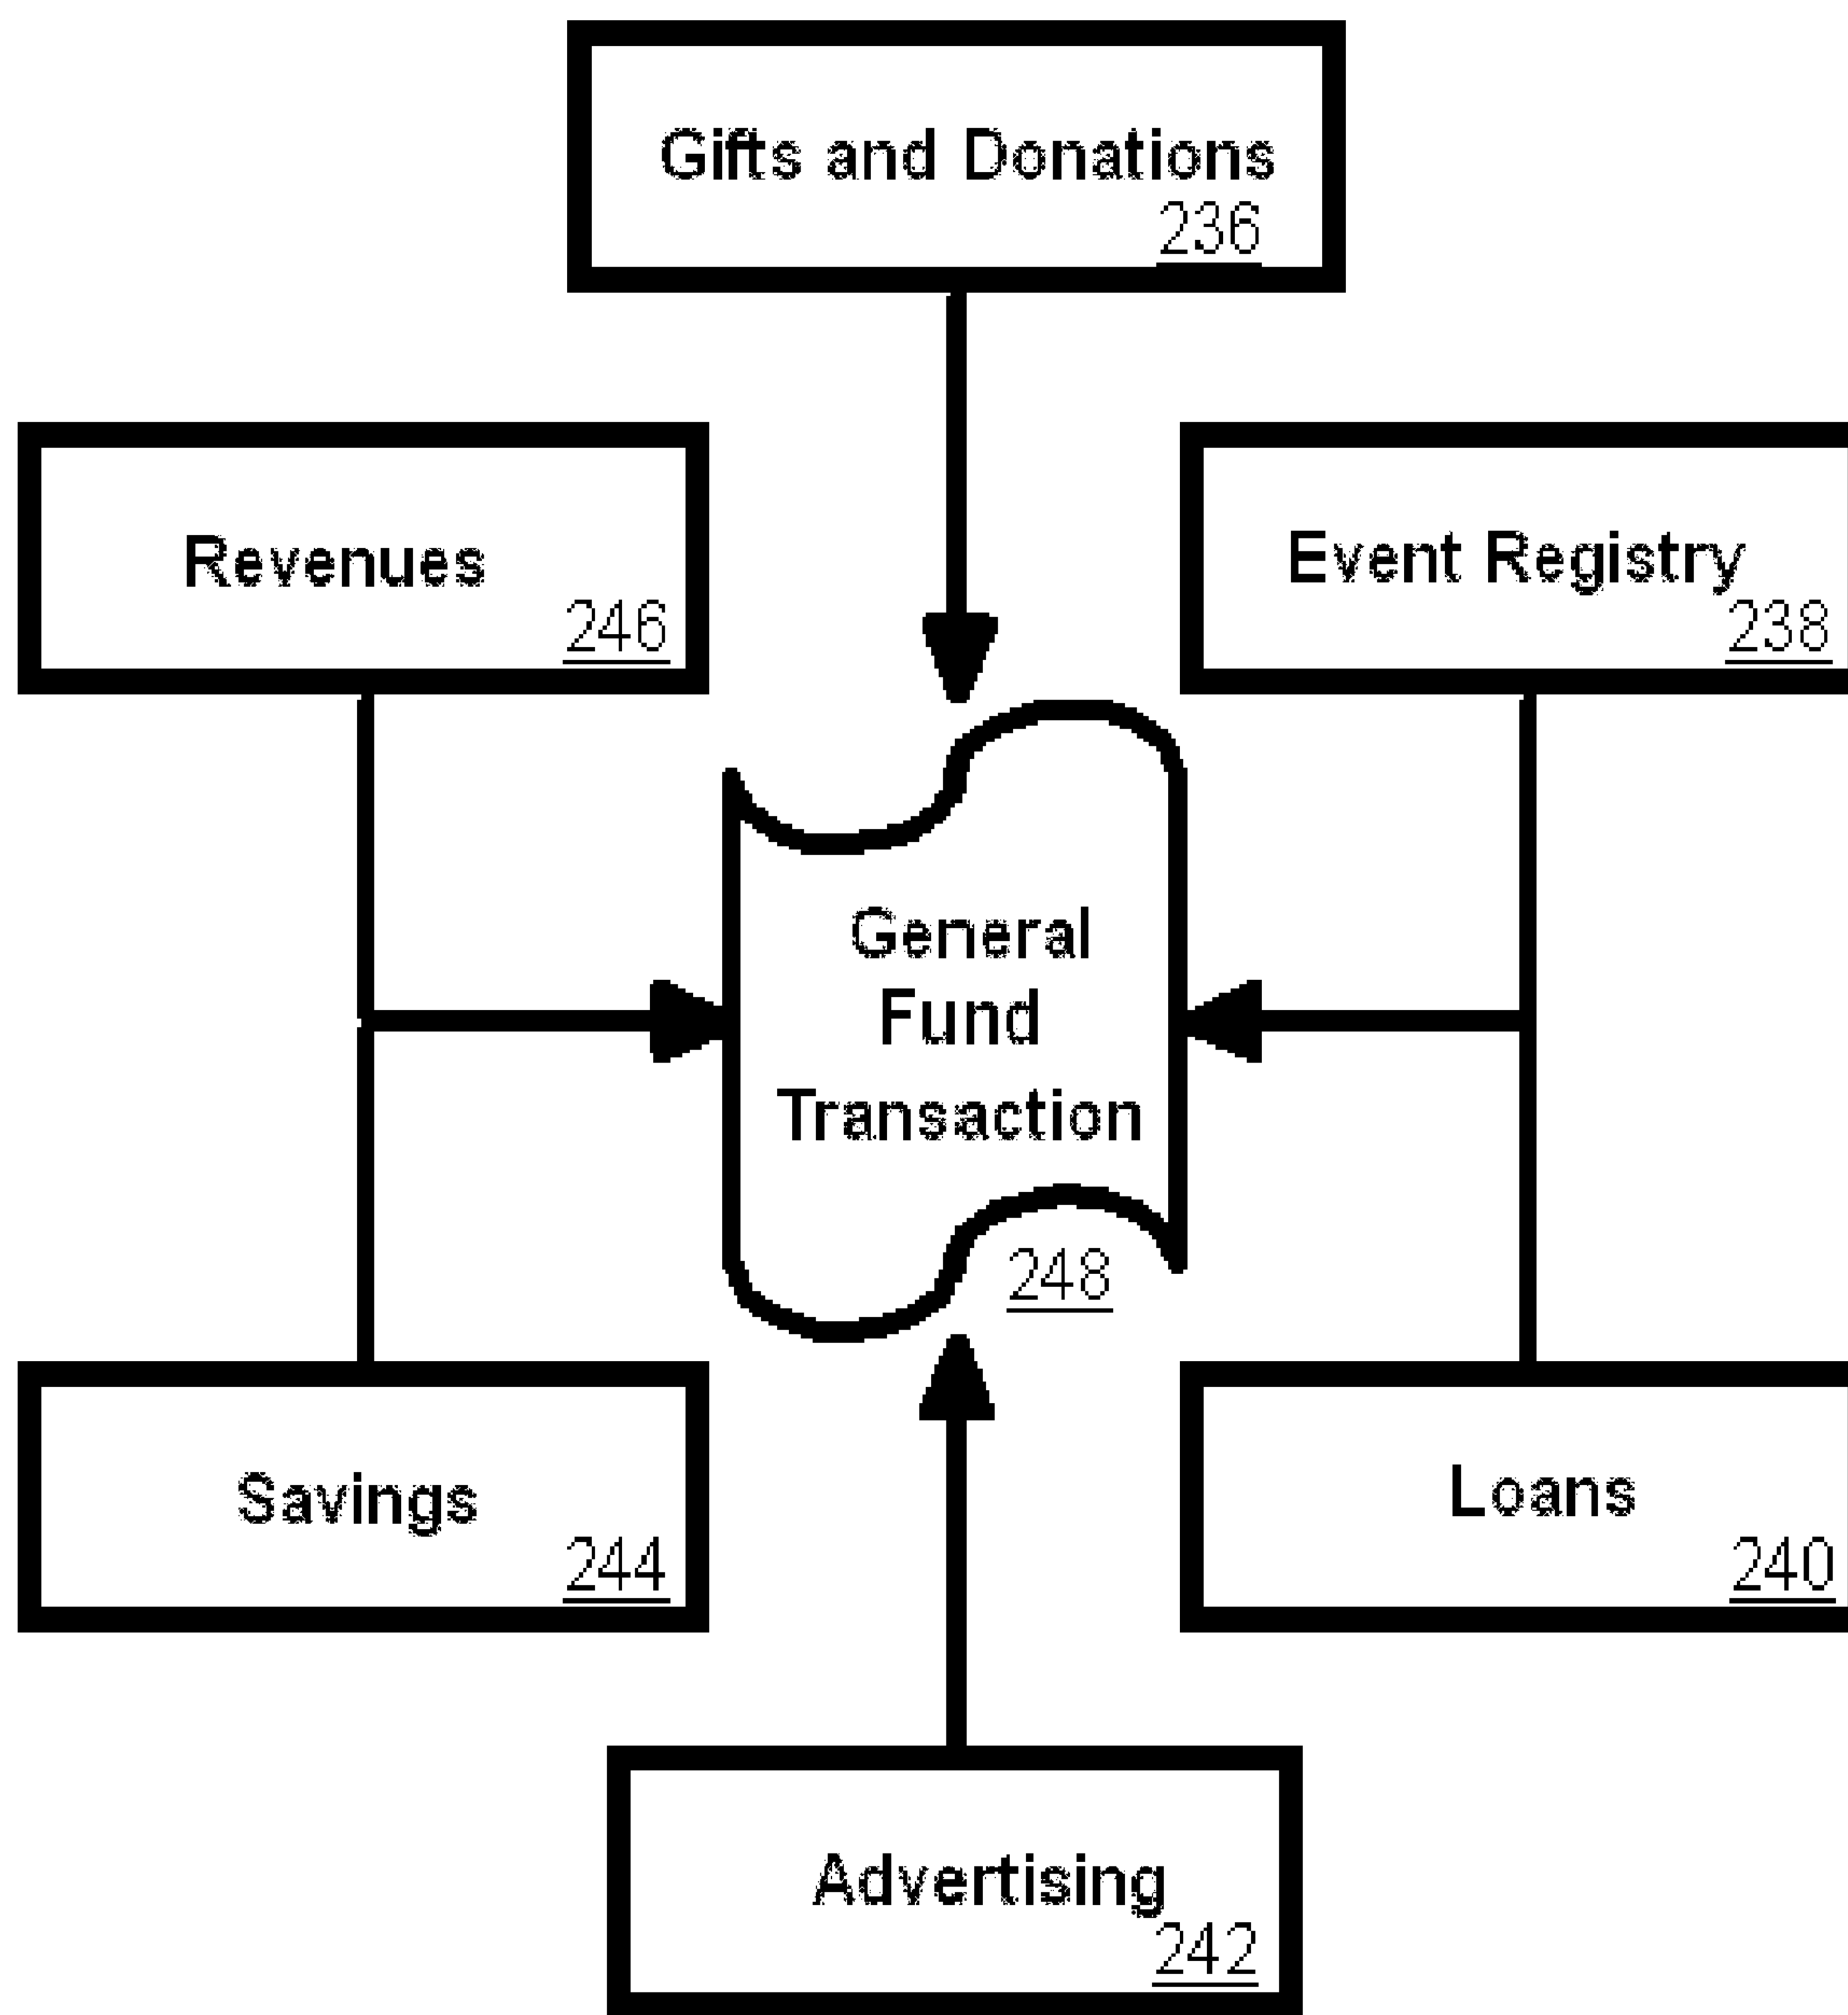 Gifts and Donations
236
Revenues
246
Event Registry
238
General
Fund
Transaction
248
Savings
244
Loans
240
Advertising
242